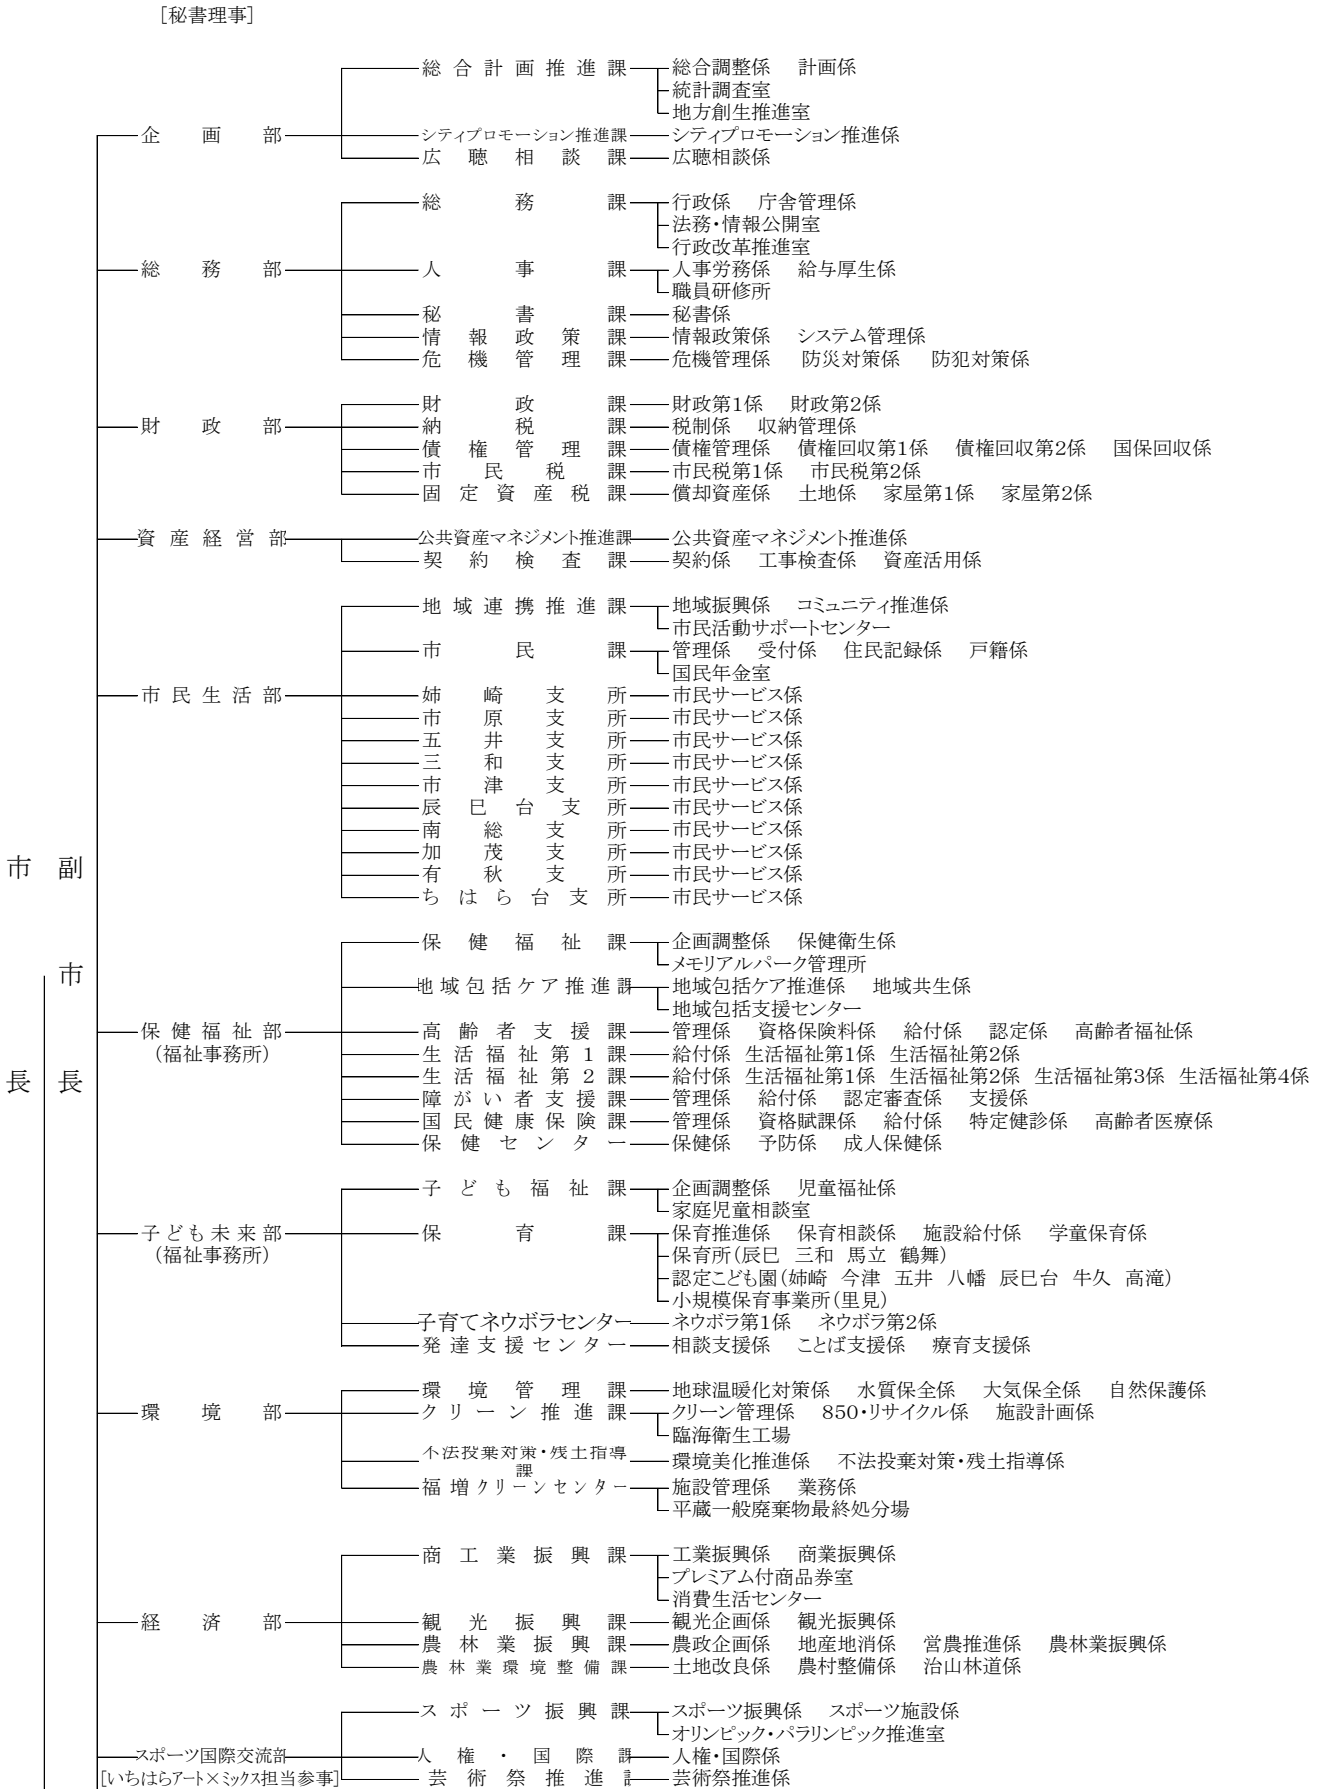 [秘書理事]
総合計画推進課 総合調整係 計画係
統計調査室
地方創生推進室
企画部 シティプロモーション推進課 シティプロモーション推進係
広聴相談課 広聴相談係
総務課 行政係 庁舎管理係
法務・情報公開室
行政改革推進室
総務部 人事課 人事労務係 給与厚生係
職員研修所
秘書課 秘書係
情報政策課 情報政策係 システム管理係
危機管理課 危機管理係 防災対策係 防犯対策係
財政課 財政第1係 財政第2係
財政部 納税課 税制係 収納管理係
債権管理課 債権管理係 債権回収第1係 債権回収第2係 国保回収係
市民税課 市民税第1係 市民税第2係
固定資産税課 償却資産係 土地係 家屋第1係 家屋第2係
資産経営部 公共資産マネジメント推進課 公共資産マネジメント推進係
契約検査課 契約係 工事検査係 資産活用係
地域連携推進課 地域振興係 コミュニティ推進係
市民活動サポートセンター
市民課 管理係 受付係 住民記録係 戸籍係
国民年金室
市民生活部 姉崎支所 市民サービス係
市原支所 市民サービス係
五井支所 市民サービス係
三和支所 市民サービス係
市津支所 市民サービス係
辰巳台支所 市民サービス係
南総支所 市民サービス係
加茂支所 市民サービス係
有秋支所 市民サービス係
ちはら台支所 市民サービス係
市長 副市長
保健福祉課 企画調整係 保健衛生係
メモリアルパーク管理所
地域包括ケア推進課 地域包括ケア推進係 地域共生係
地域包括支援センター
保健福祉部 高齢者支援課 管理係 資格保険料係 給付係 認定係 高齢者福祉係
(福祉事務所) 生活福祉第1課 給付係 生活福祉第1係 生活福祉第2係
生活福祉第2課 給付係 生活福祉第1係 生活福祉第2係 生活福祉第3係 生活福祉第4係
障がい者支援課 管理係 給付係 認定審査係 支援係
国民健康保険課 管理係 資格賦課係 給付係 特定健診係 高齢者医療係
保健センター 保健係 予防係 成人保健係
子ども福祉課 企画調整係 児童福祉係
家庭児童相談室
子ども未来部 保育課 保育推進係 保育相談係 施設給付係 学童保育係
(福祉事務所) 保育所(辰巳 三和 馬立 鶴舞)
認定こども園(姉崎 今津 五井 八幡 辰巳台 牛久 高滝)
小規模保育事業所(里見)
子育てネウボラセンター ネウボラ第1係 ネウボラ第2係
発達支援センター 相談支援係 ことば支援係 療育支援係
環境管理課 地球温暖化対策係 水質保全係 大気保全係 自然保護係
環境部 クリーン推進課 クリーン管理係 850・リサイクル係 施設計画係
臨海衛生工場
不法投棄対策・残土指導課 環境美化推進係 不法投棄対策・残土指導係
福増クリーンセンター 施設管理係 業務係
平蔵一般廃棄物最終処分場
商工業振興課 工業振興係 商業振興係
プレミアム付商品券室
消費生活センター
経済部 観光振興課 観光企画係 観光振興係
農林業振興課 農政企画係 地産地消係 営農推進係 農林業振興係
農林業環境整備課 土地改良係 農村整備係 治山林道係
スポーツ振興課 スポーツ振興係 スポーツ施設係
オリンピック・パラリンピック推進室
スポーツ国際交流部 人権・国際課 人権・国際係
[いちはらアート×ミックス担当参事] 芸術祭推進課 芸術祭推進係